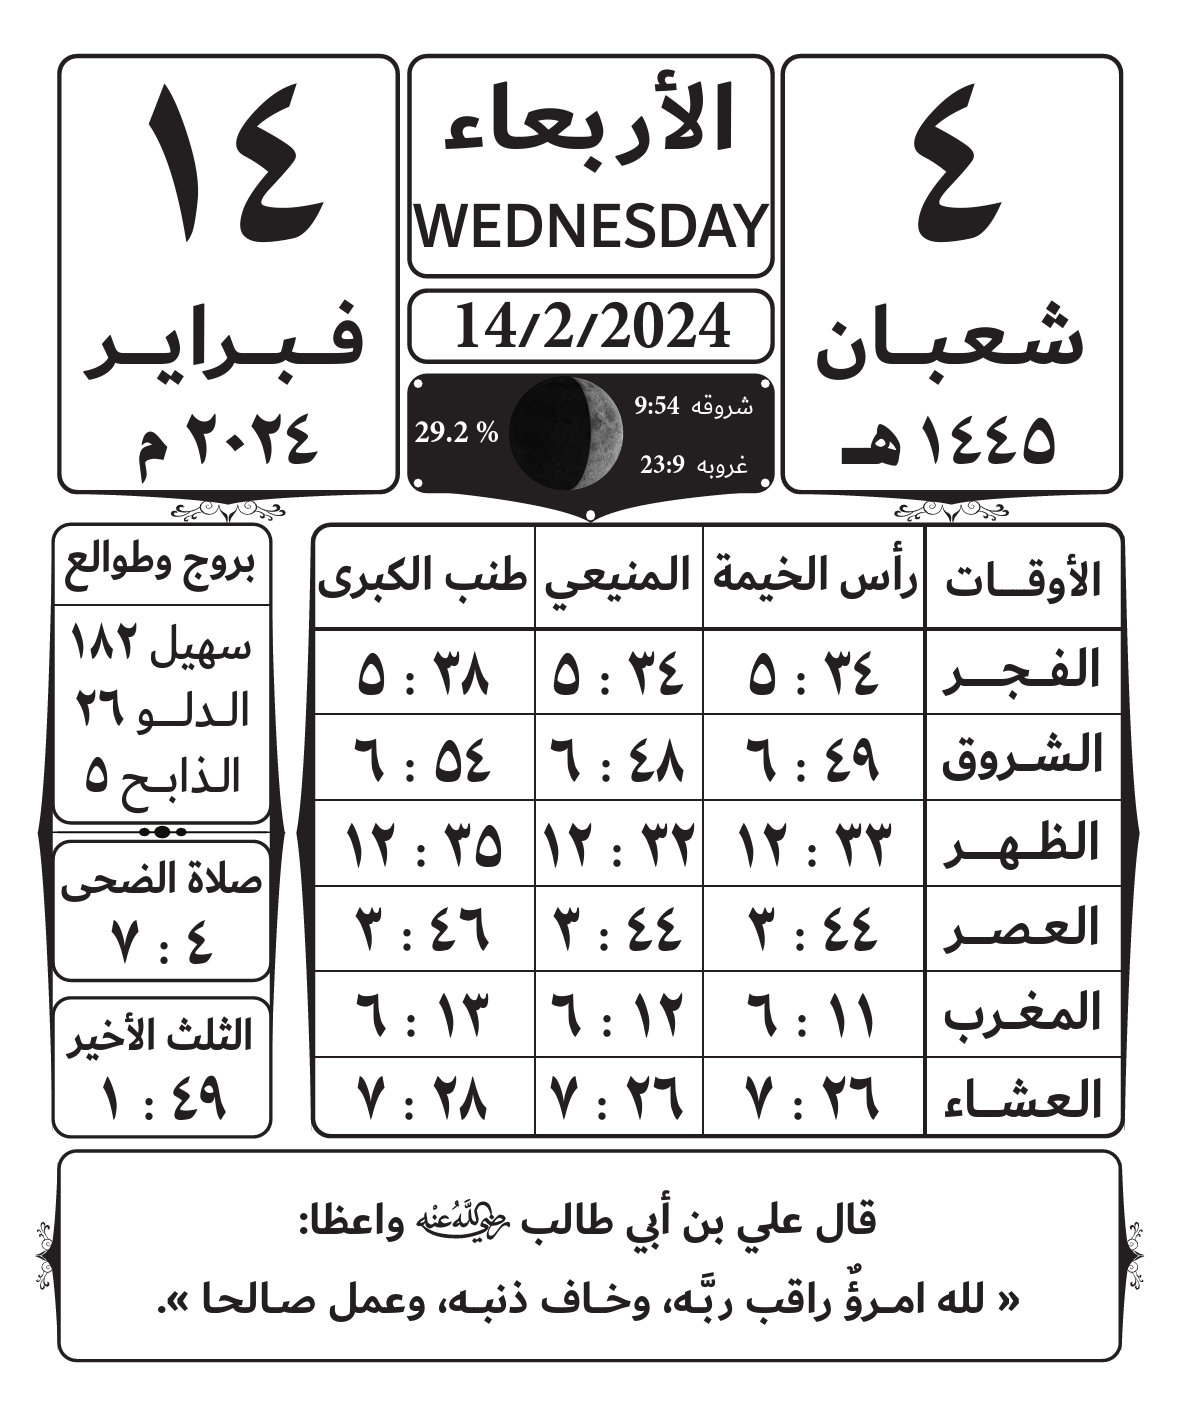 ٤
شعبان
١٤٤٥ هـ
الأربعاء
WEDNESDAY
14/2/2024
شروقه 9:54
غروبه 23:9
29.2 %
١٤
فبراير
٢٠٢٤ م
الأوقات رأس الخيمة المنيعي طنب الكبرى
الفجر ٥ : ٣٤ ٥ : ٣٤ ٥ : ٣٨
الشروق ٦ : ٤٩ ٦ : ٤٨ ٦ : ٥٤
الظهر ١٢ : ٣٣ ١٢ : ٣٢ ١٢ : ٣٥
العصر ٣ : ٤٤ ٣ : ٤٤ ٣ : ٤٦
المغرب ٦ : ١١ ٦ : ١٢ ٦ : ١٣
العشاء ٧ : ٢٦ ٧ : ٢٦ ٧ : ٢٨
بروج وطوالع
سهيل ١٨٢
الدلو ٢٦
الذابح ٥
صلاة الضحى
٧ : ٤
الثلث الأخير
١ : ٤٩
قال علي بن أبي طالب رضي الله عنه واعظا:
« لله امرؤٌ راقب ربَّه، وخاف ذنبه، وعمل صالحا ».